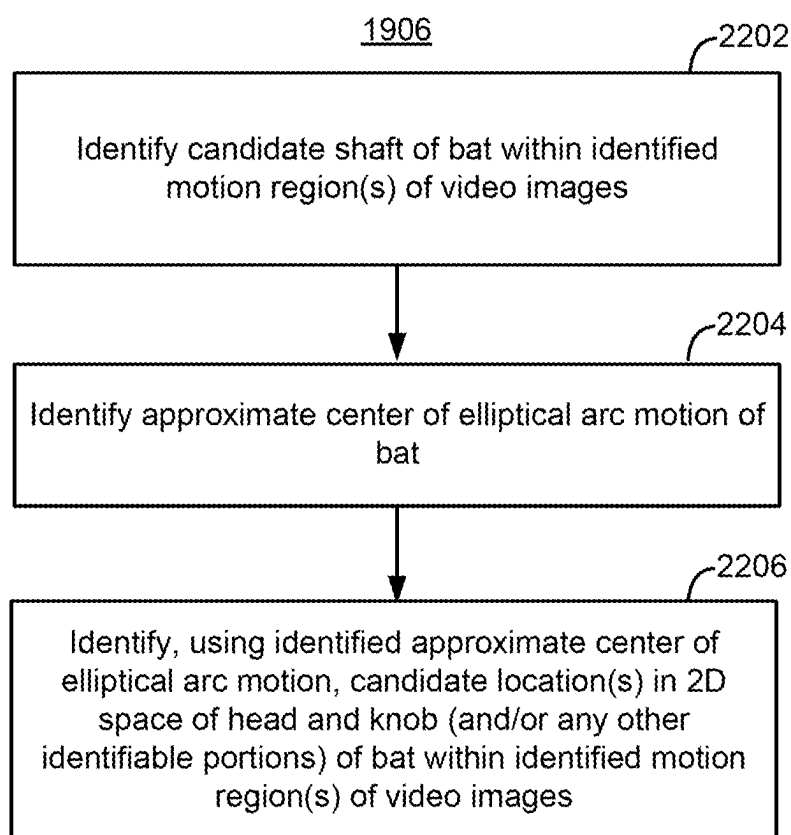 1906
2202
Identify candidate shaft of bat within identified
motion region(s) of video images
2204
Identify approximate center of elliptical arc motion of
bat
2206
Identify, using identified approximate center of
elliptical arc motion, candidate location(s) in 2D
space of head and knob (and/or any other
identifiable portions) of bat within identified motion
region(s) of video images